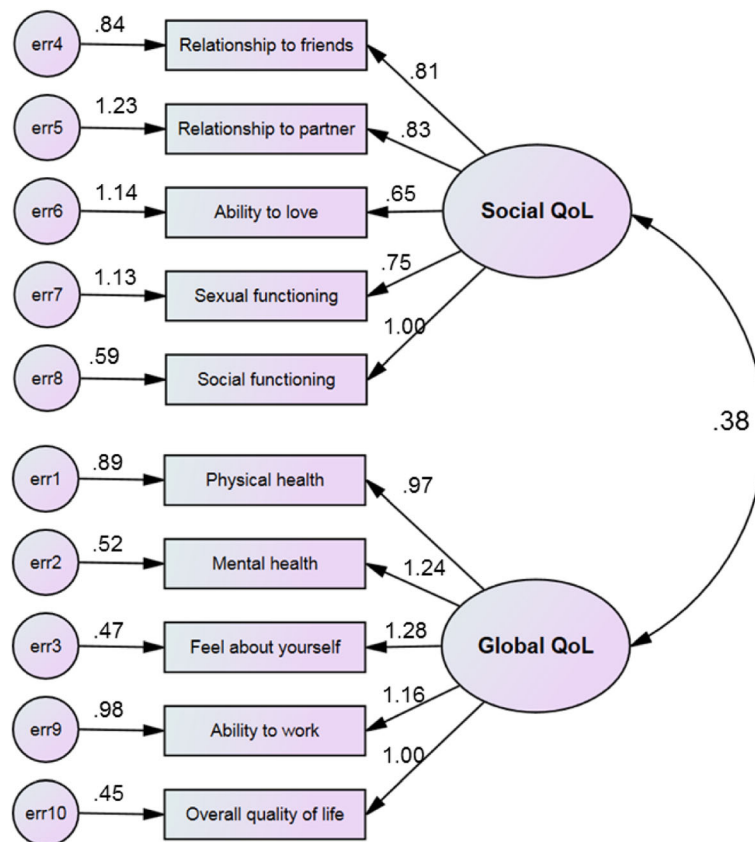 err4 .84 Relationship to friends .81
err5 1.23 Relationship to partner .83
err6 1.14 Ability to love .65 Social QoL
err7 1.13 Sexual functioning .75
err8 .59 Social functioning 1.00
.38
err1 .89 Physical health .97
err2 .52 Mental health 1.24
err3 .47 Feel about yourself 1.28 Global QoL
err9 .98 Ability to work 1.16
err10 .45 Overall quality of life 1.00